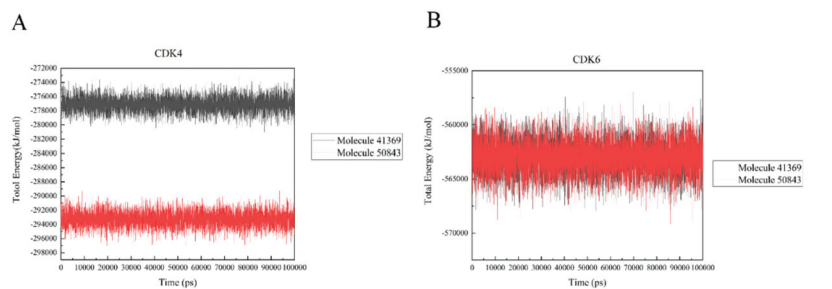 A
CDK4
Totol Energy(kJ/mol)
-272000
-274000
-276000
-278000
-280000
-282000
-284000
-286000
-288000
-290000
-292000
-294000
-296000
-298000
0 10000 20000 30000 40000 50000 60000 70000 80000 90000 100000
Time (ps)
Molecule 41369
Molecule 50843
B
CDK6
Total Energy (kJ/mol)
-555000
-560000
-565000
-570000
0 10000 20000 30000 40000 50000 60000 70000 80000 90000 100000
Time (ps)
Molecule 41369
Molecule 50843